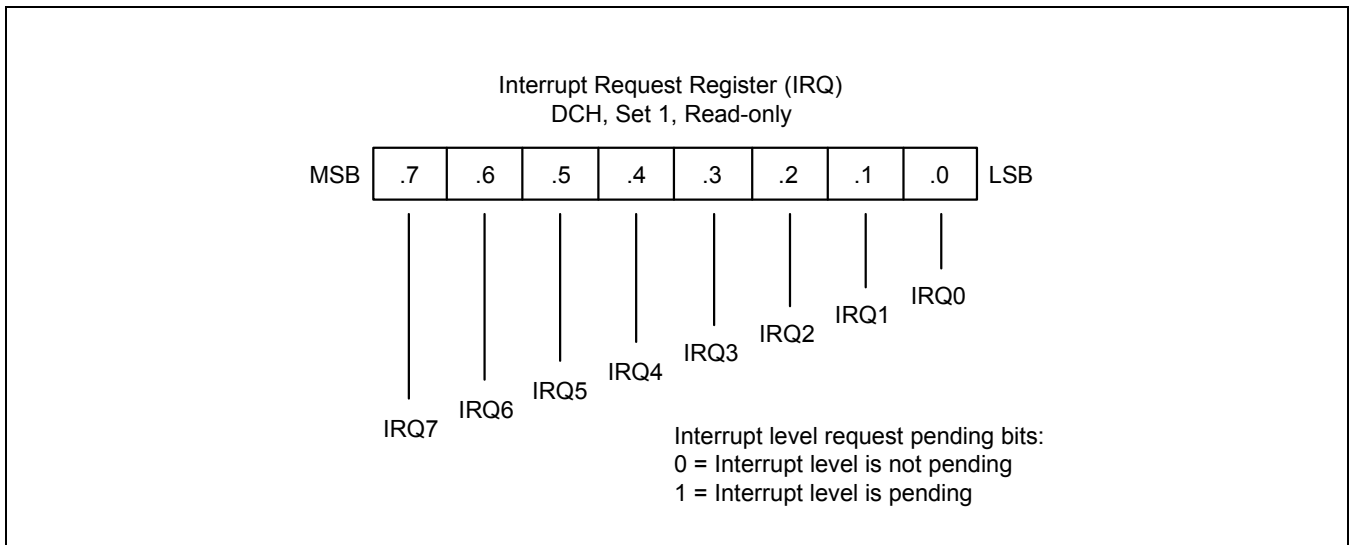 Interrupt Request Register (IRQ)
DCH, Set 1, Read-only
MSB .7 .6 .5 .4 .3 .2 .1 .0 LSB
IRQ0
IRQ1
IRQ2
IRQ3
IRQ4
IRQ5
IRQ6
IRQ7
Interrupt level request pending bits:
0 = Interrupt level is not pending
1 = Interrupt level is pending